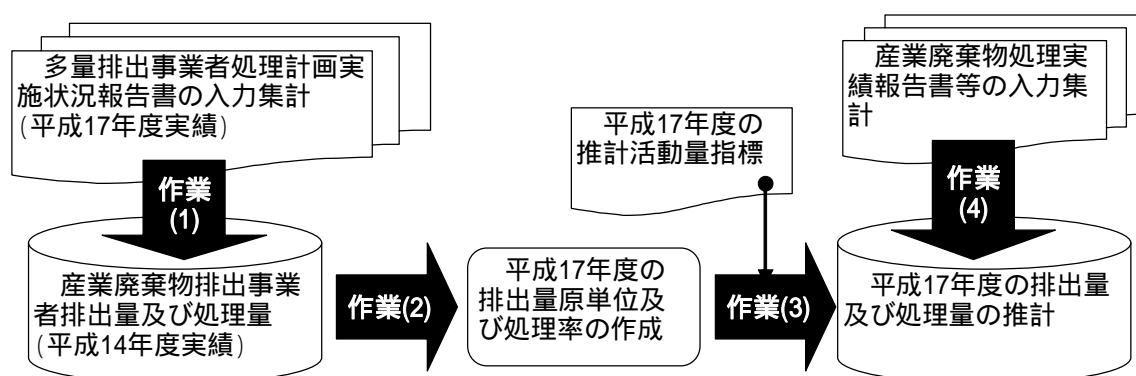 多量排出事業者処理計画実
施状況報告書の入力集計
(平成17年度実績)
作業
(1)
産業廃棄物排出事業
者排出量及び処理量
(平成14年度実績)
作業(2)
平成17年度の
排出量原単位及
び処理率の作成
平成17年度の
推計活動量指標
作業(3)
産業廃棄物処理実
績報告書等の入力集
計
作業
(4)
平成17年度の排出量
及び処理量の推計